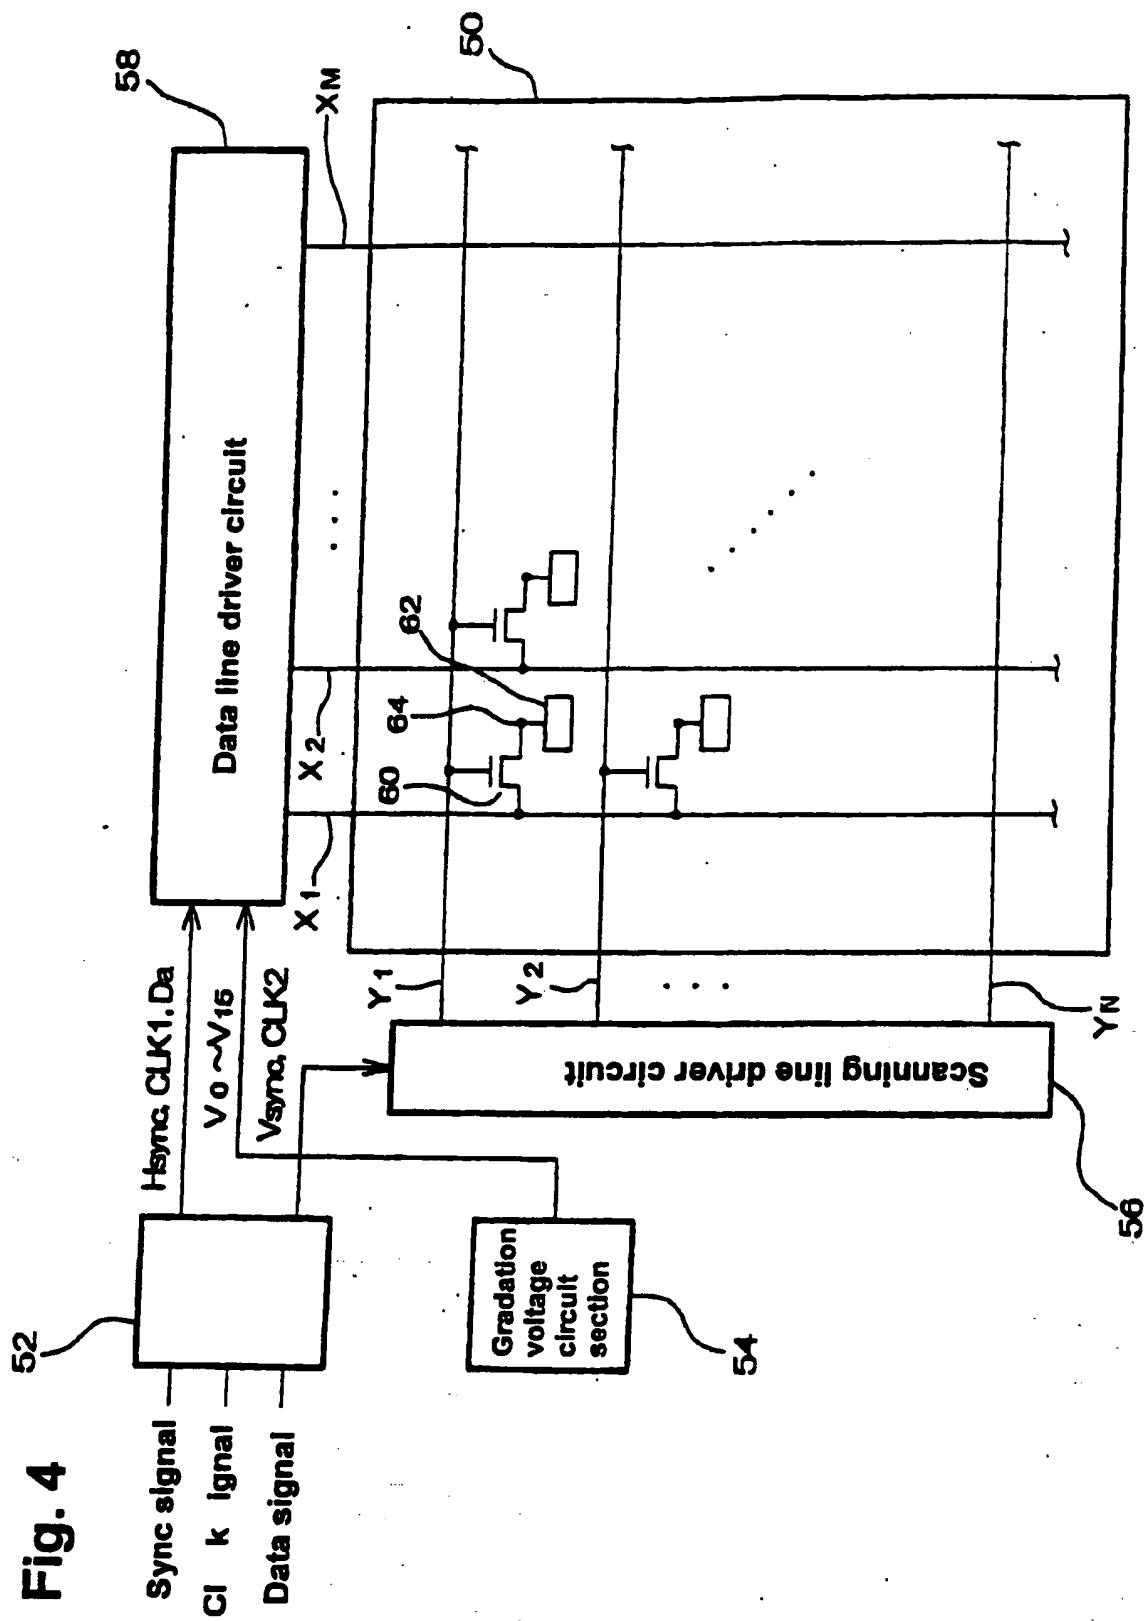 Fig. 4
Sync signal
Cl k ignal
Data signal
52
Hsync, CLK1, Da
V0~V15
Vsync, CLK2
Gradation
voltage
circuit
section
54
Data line driver circuit
58
Scanning line driver circuit
56
X1
X2
XM
Y1
Y2
YN
50
60
64
62